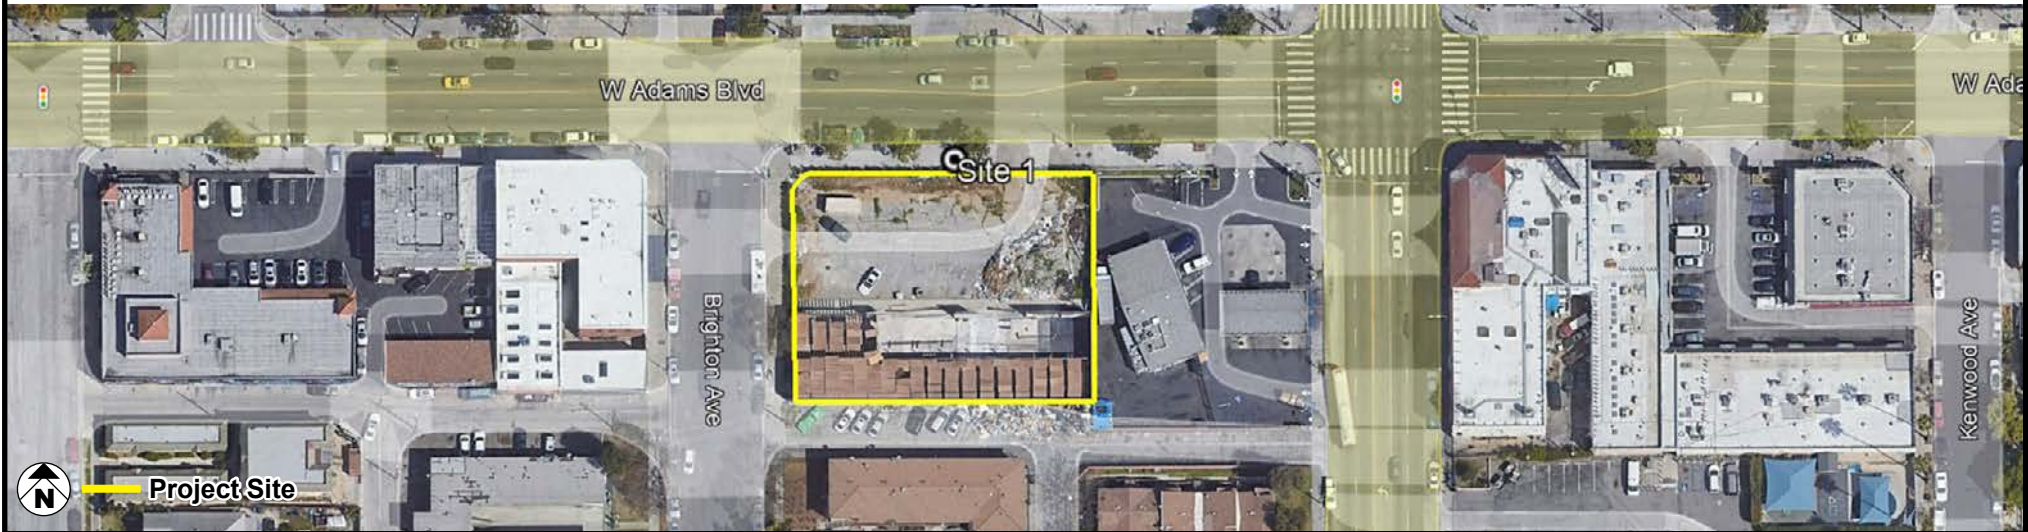 W Adams Blvd
W Ada
Site 1
Brighton Ave
Kenwood Ave
N
Project Site